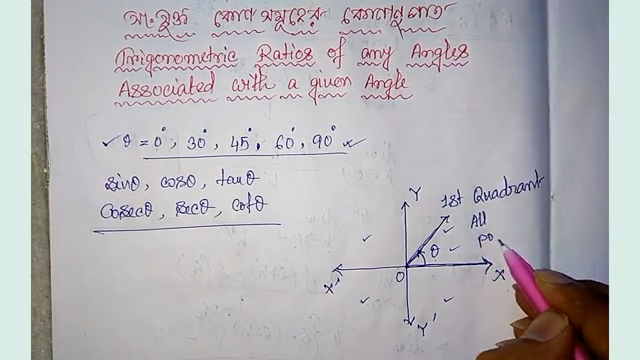 সংযুক্ত কোণ সমূহের কোণানুপাত
Trigonometric Ratios of any Angles
Associated with a given Angle
✓ θ = 0°, 30°, 45°, 60°, 90°
sinθ, cosθ, tanθ
cosecθ, secθ, cotθ
Y
1st Quadrant
All
po
θ
O
X
X'
Y'